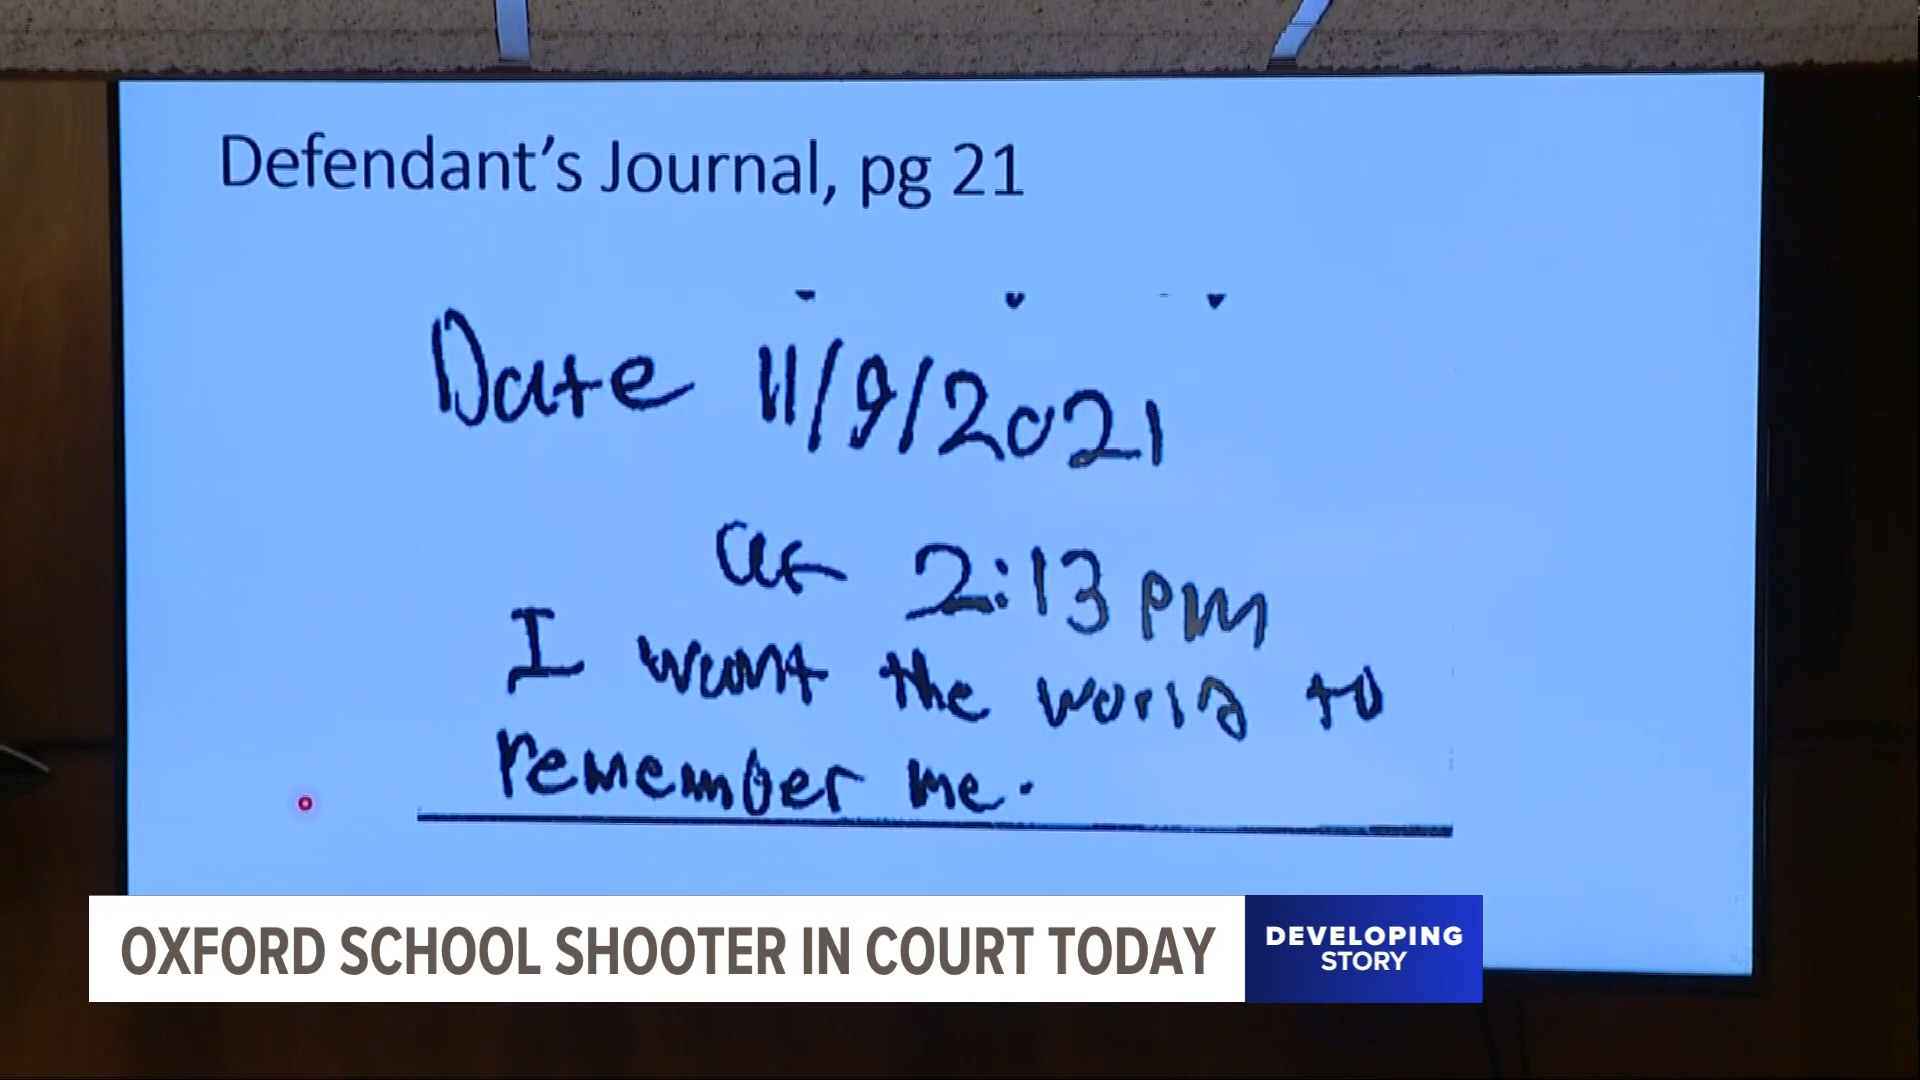 Defendant's Journal, pg 21
Date 11/9/2021
at 2:13 pm
I want the world to
remember me.
OXFORD SCHOOL SHOOTER IN COURT TODAY
DEVELOPING
STORY